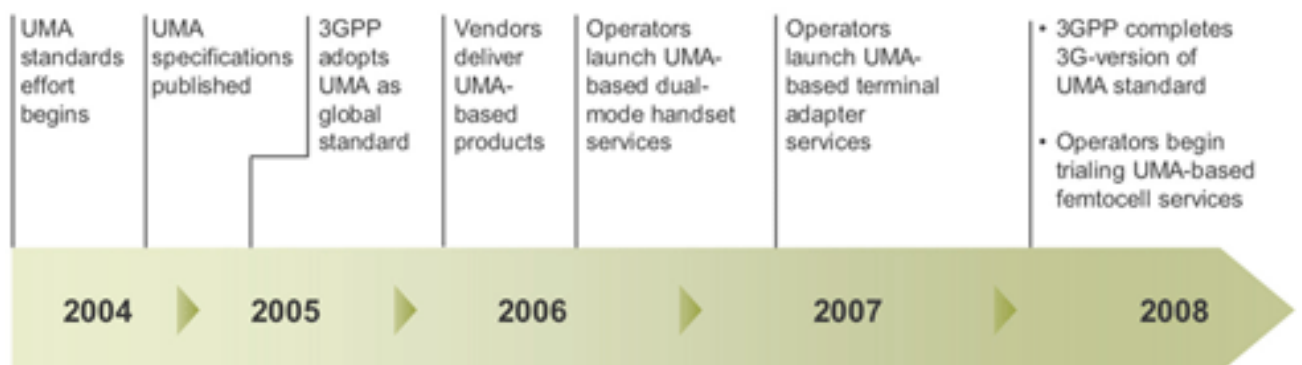 UMA
standards
effort
begins
UMA
specifications
published
3GPP
adopts
UMA as
global
standard
Vendors
deliver
UMA-
based
products
Operators
launch UMA-
based dual-
mode handset
services
Operators
launch UMA-
based terminal
adapter
services
• 3GPP completes
3G-version of
UMA standard
• Operators begin
trialing UMA-based
femtocell services
2004
2005
2006
2007
2008